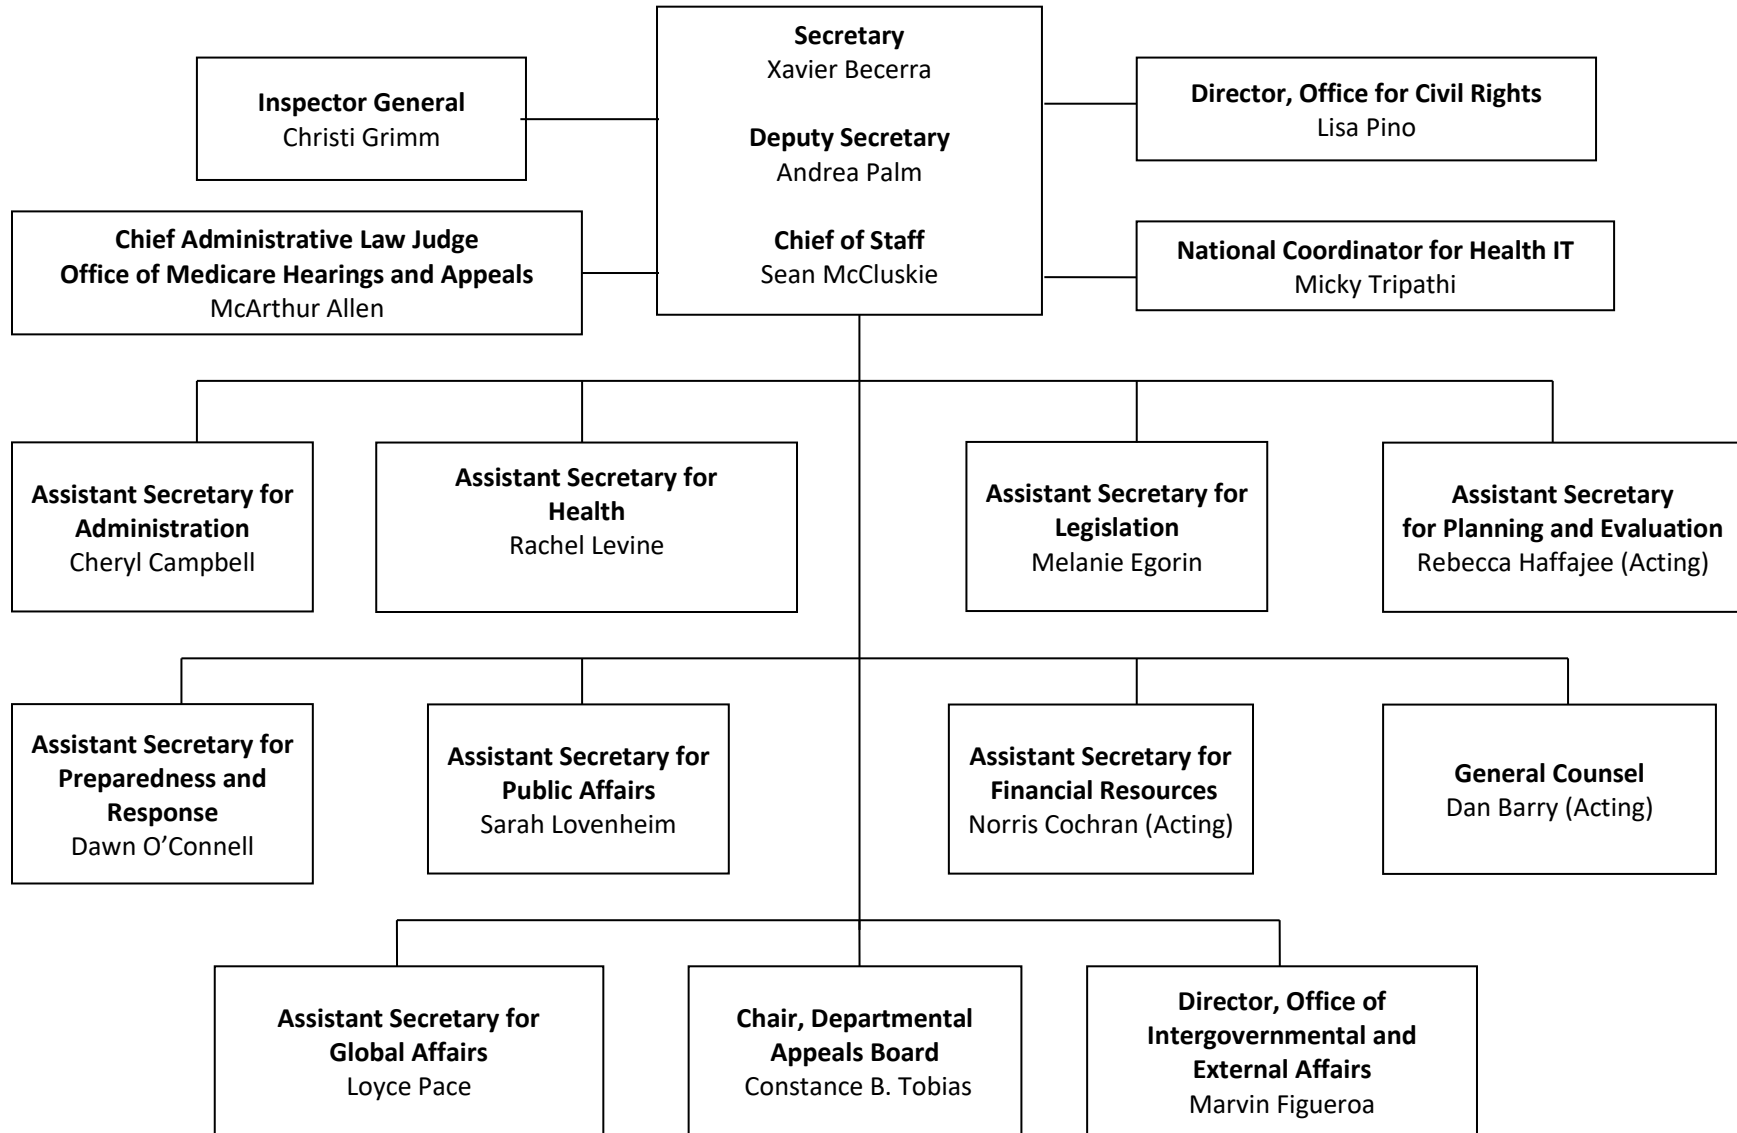 Secretary
Xavier Becerra
Deputy Secretary
Andrea Palm
Chief of Staff
Sean McCluskie
Inspector General
Christi Grimm
Director, Office for Civil Rights
Lisa Pino
Chief Administrative Law Judge
Office of Medicare Hearings and Appeals
McArthur Allen
National Coordinator for Health IT
Micky Tripathi
Assistant Secretary for
Administration
Cheryl Campbell
Assistant Secretary for
Health
Rachel Levine
Assistant Secretary for
Legislation
Melanie Egorin
Assistant Secretary
for Planning and Evaluation
Rebecca Haffajee (Acting)
Assistant Secretary for
Preparedness and
Response
Dawn O’Connell
Assistant Secretary for
Public Affairs
Sarah Lovenheim
Assistant Secretary for
Financial Resources
Norris Cochran (Acting)
General Counsel
Dan Barry (Acting)
Assistant Secretary for
Global Affairs
Loyce Pace
Chair, Departmental
Appeals Board
Constance B. Tobias
Director, Office of
Intergovernmental and
External Affairs
Marvin Figueroa